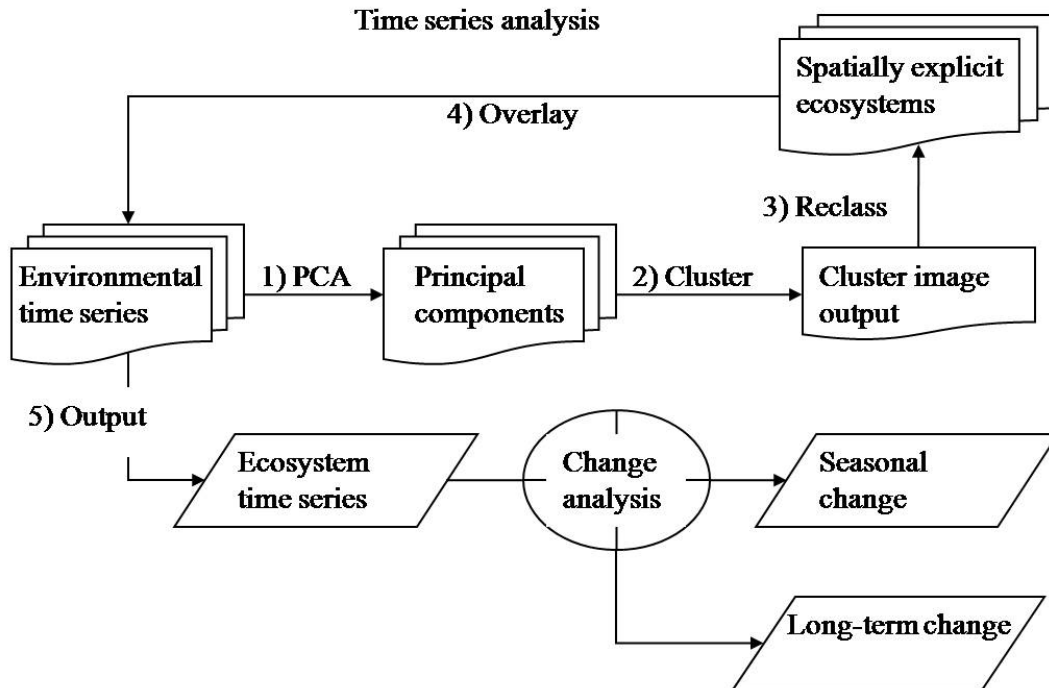 Time series analysis
Spatially explicit
ecosystems
4) Overlay
3) Reclass
Environmental
time series
1) PCA
Principal
components
2) Cluster
Cluster image
output
5) Output
Ecosystem
time series
Change
analysis
Seasonal
change
Long-term change